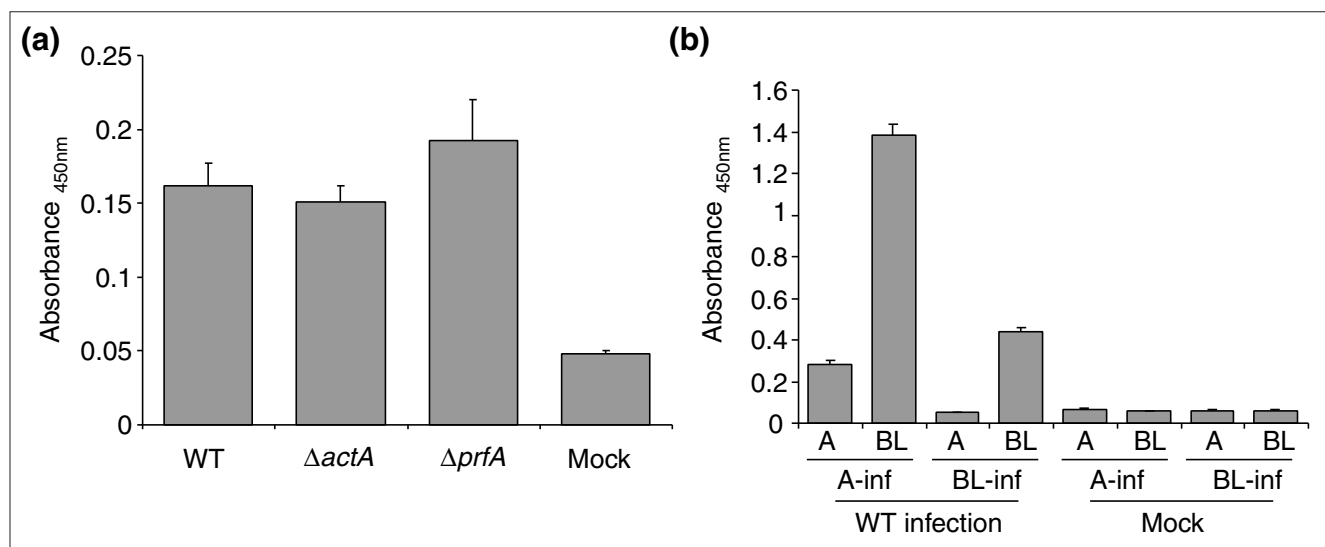 (a)
0.25
0.2
0.15
0.1
0.05
0
Absorbance 450nm
WT ΔactA ΔprfA Mock
(b)
1.6
1.4
1.2
1
0.8
0.6
0.4
0.2
0
Absorbance 450nm
A BL A BL A BL A BL
A-inf BL-inf A-inf BL-inf
WT infection Mock